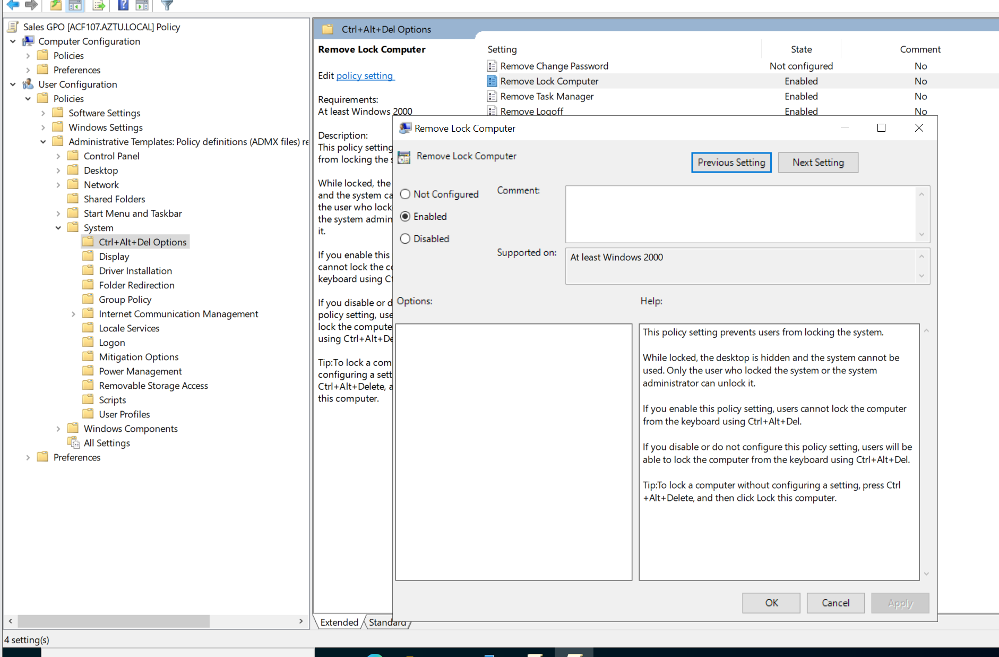 Sales GPO [ACF107.AZTU.LOCAL] Policy
Computer Configuration
Policies
Preferences
User Configuration
Policies
Software Settings
Windows Settings
Administrative Templates: Policy definitions (ADMX files) re
Control Panel
Desktop
Network
Shared Folders
Start Menu and Taskbar
System
Ctrl+Alt+Del Options
Display
Driver Installation
Folder Redirection
Group Policy
Internet Communication Management
Locale Services
Logon
Mitigation Options
Power Management
Removable Storage Access
Scripts
User Profiles
Windows Components
All Settings
Preferences
4 setting(s)
Ctrl+Alt+Del Options
Remove Lock Computer
Edit policy setting
Requirements:
At least Windows 2000
Description:
This policy setting
from locking the s
While locked, the
and the system ca
the user who lock
the system admin
it.
If you enable this
cannot lock the co
keyboard using Ct
If you disable or d
policy setting, use
lock the compute
using Ctrl+Alt+De
Tip:To lock a com
configuring a sett
Ctrl+Alt+Delete, a
this computer.
Setting State Comment
Remove Change Password Not configured No
Remove Lock Computer Enabled No
Remove Task Manager Enabled No
Remove Logoff Enabled No
Remove Lock Computer
Remove Lock Computer
Previous Setting Next Setting
Not Configured
Enabled
Disabled
Comment:
Supported on:
At least Windows 2000
Options:
Help:
This policy setting prevents users from locking the system.
While locked, the desktop is hidden and the system cannot be
used. Only the user who locked the system or the system
administrator can unlock it.
If you enable this policy setting, users cannot lock the computer
from the keyboard using Ctrl+Alt+Del.
If you disable or do not configure this policy setting, users will be
able to lock the computer from the keyboard using Ctrl+Alt+Del.
Tip:To lock a computer without configuring a setting, press Ctrl
+Alt+Delete, and then click Lock this computer.
OK Cancel Apply
Extended Standard